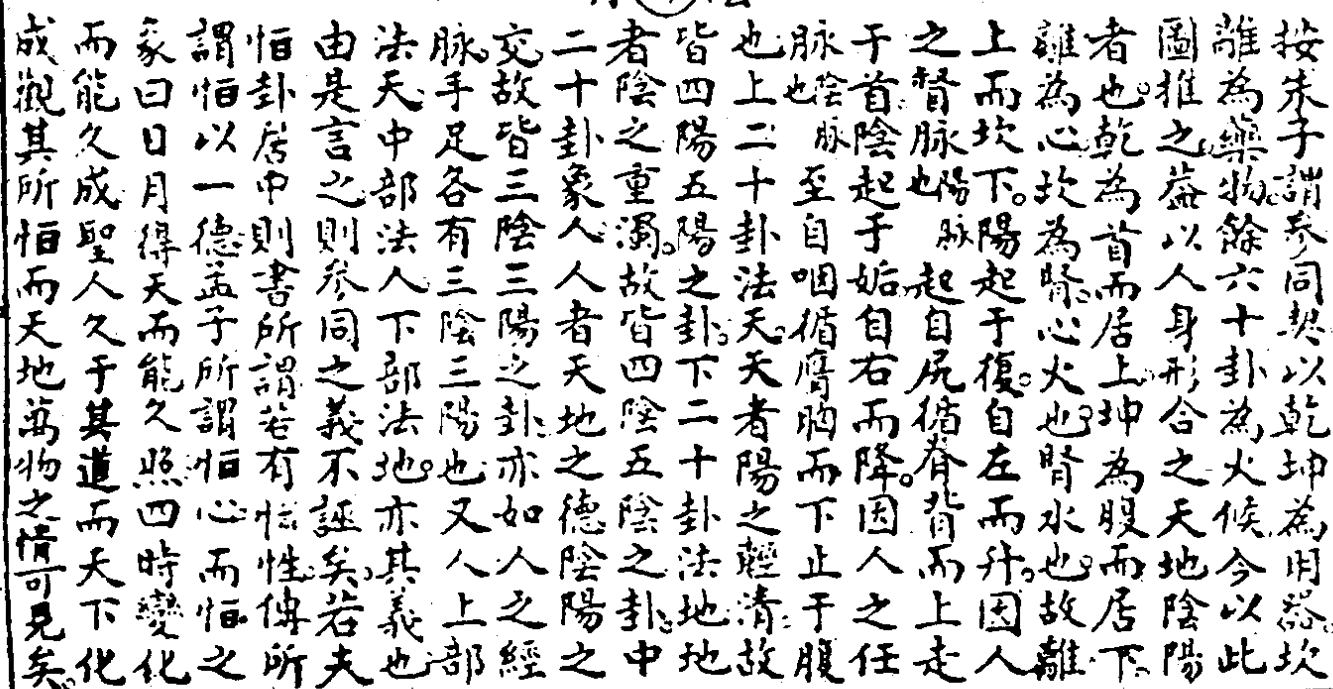 按朱子謂參同契以乾坤為鼎器坎
離為藥物餘六十卦為火候今以此
圖推之葢以人身形合之天地陰陽
者也乾為首而居上坤為腹而居下
離為心坎為腎心火也腎水也故離
上而坎下陽起于復自左而升因人
之督脉也陽脉起自尻循脊背而上走
于首陰起于姤自右而降因人之任
脉也陰脉至自咽循膺胸而下止于腹
也上二十卦法天天者陽之輕清故
皆四陽五陽之卦下二十卦法地地
者陰之重濁故皆四陰五陰之卦中
二十卦象人人者天地之德陰陽之
交故皆三陰三陽之卦亦如人之經
脉手足各有三陰三陽也又人上部
法天中部法人下部法地亦其義也
由是言之則參同之義不誣矣若夫
恒卦居中則書所謂若有恒性傳所
謂恒以一德孟子所謂恒心而恒之
彖曰日月得天而能久照四時變化
而能久成聖人久于其道而天下化
成觀其所恒而天地萬物之情可見矣